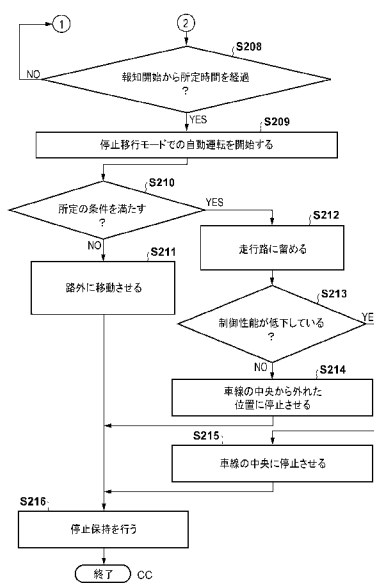 1
2
S208
報知開始から所定時間を経過
?
NO
YES
S209
停止移行モードでの自動運転を開始する
S210
所定の条件を満たす
?
YES
NO
S212
走行路に留める
S211
路外に移動させる
S213
制御性能が低下している
?
YE
NO
S214
車線の中央から外れた
位置に停止させる
S215
車線の中央に停止させる
S216
停止保持を行う
終了
CC